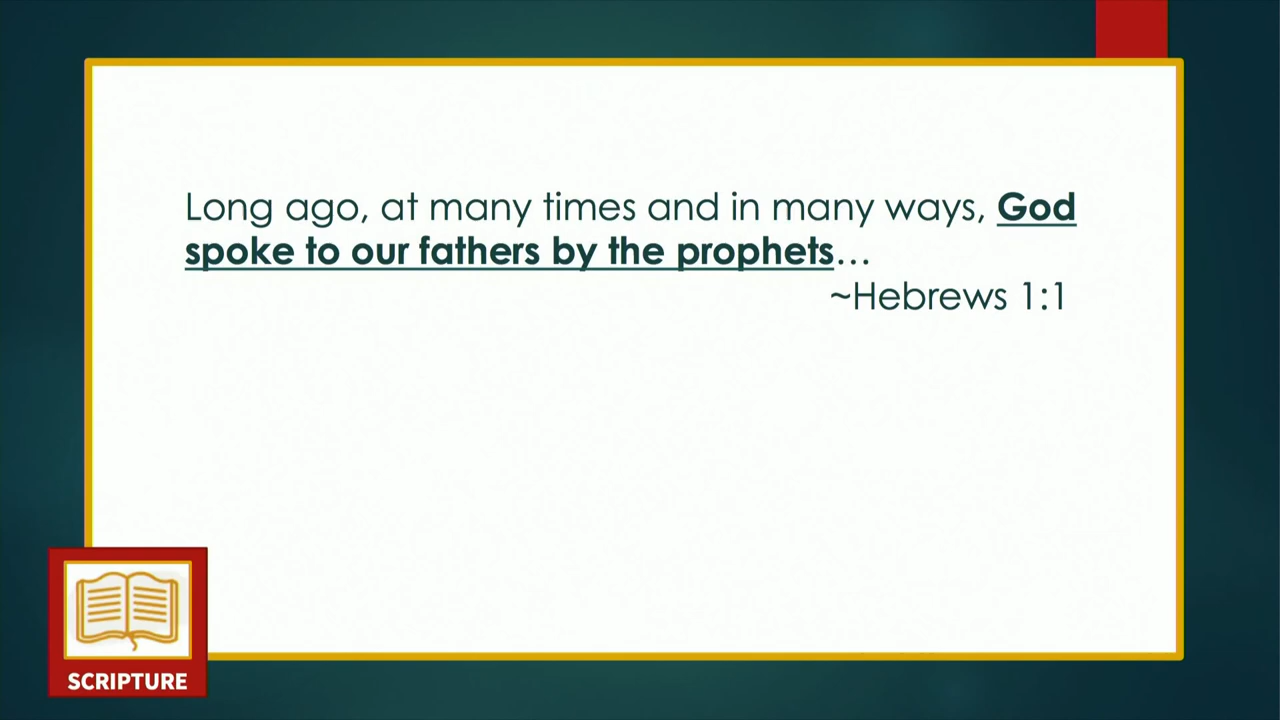 Long ago, at many times and in many ways, God
spoke to our fathers by the prophets…
~Hebrews 1:1
SCRIPTURE